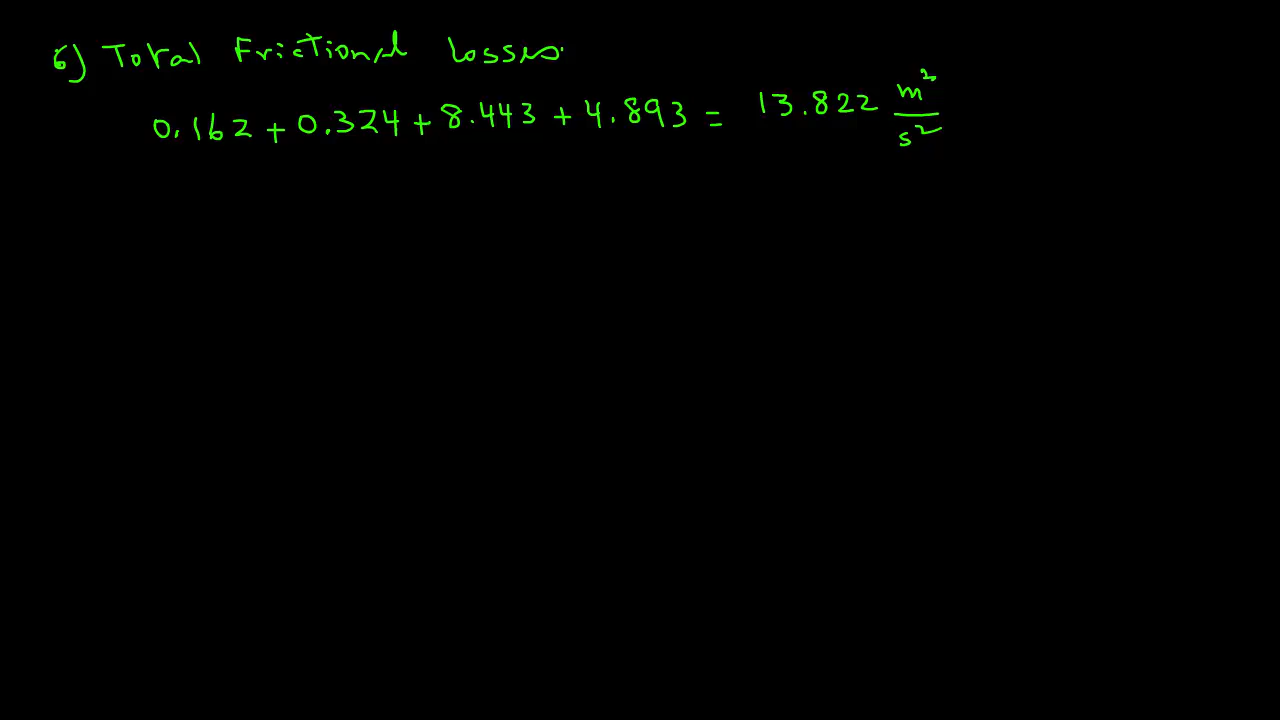 6) Total Frictional losses.
0.162 + 0.324 + 8.443 + 4.893 = 13.822 m²/s²